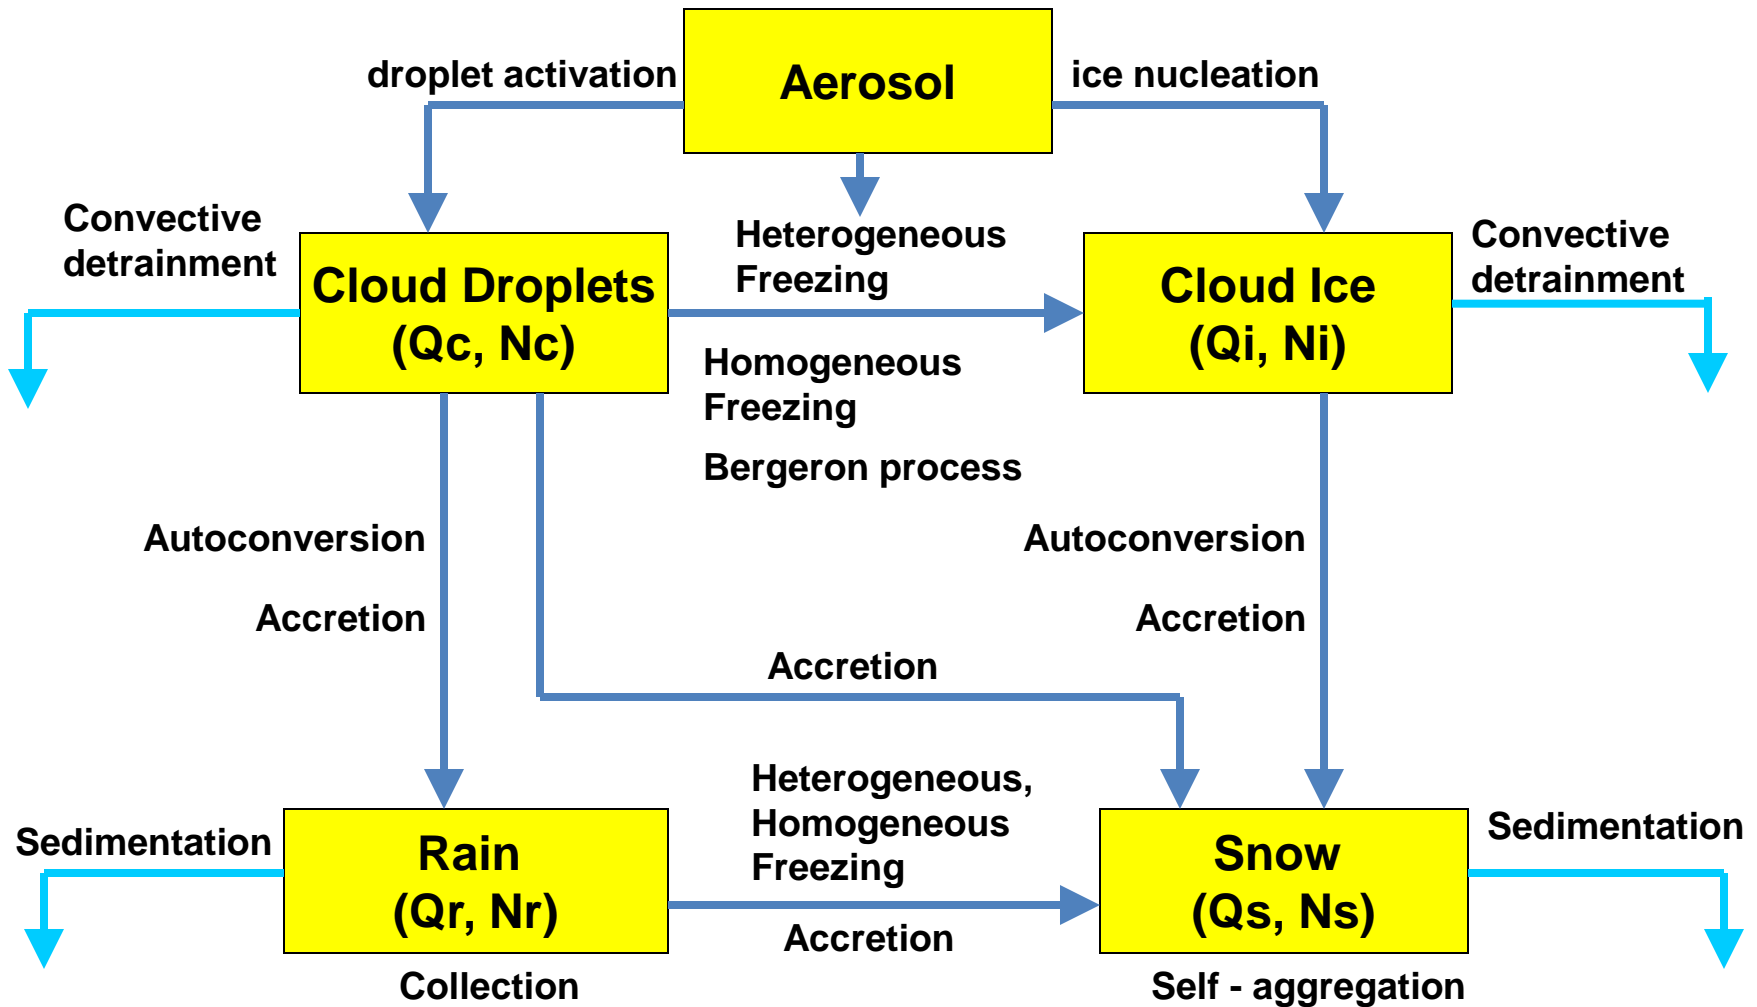 droplet activation
Aerosol
ice nucleation
Convective
detrainment
Cloud Droplets
(Qc, Nc)
Heterogeneous
Freezing
Homogeneous
Freezing
Bergeron process
Cloud Ice
(Qi, Ni)
Convective
detrainment
Autoconversion
Accretion
Accretion
Autoconversion
Accretion
Sedimentation
Rain
(Qr, Nr)
Collection
Heterogeneous,
Homogeneous
Freezing
Accretion
Snow
(Qs, Ns)
Self - aggregation
Sedimentation